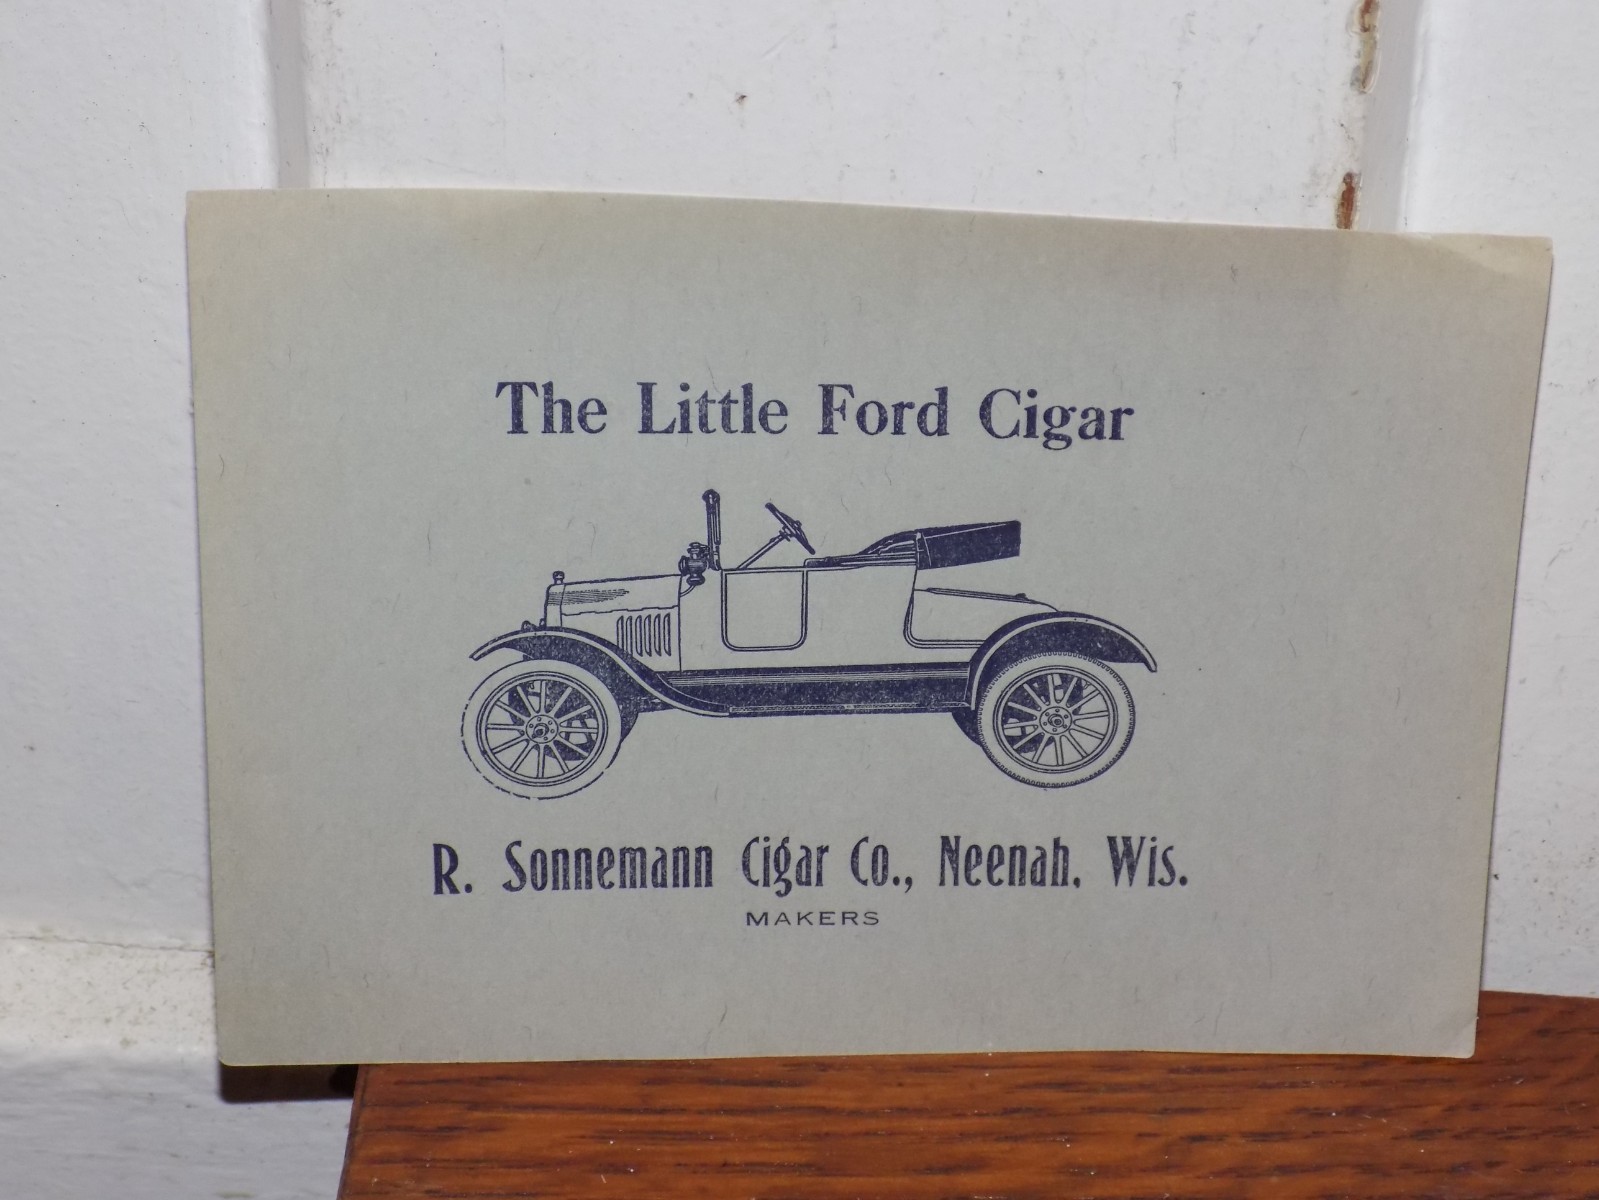 The Little Ford Cigar
R. Sonnemann Cigar Co., Neenah, Wis.
MAKERS